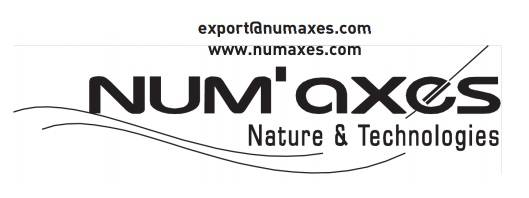 export@numaxes.com
www.numaxes.com
NUM'axes
Nature & Technologies